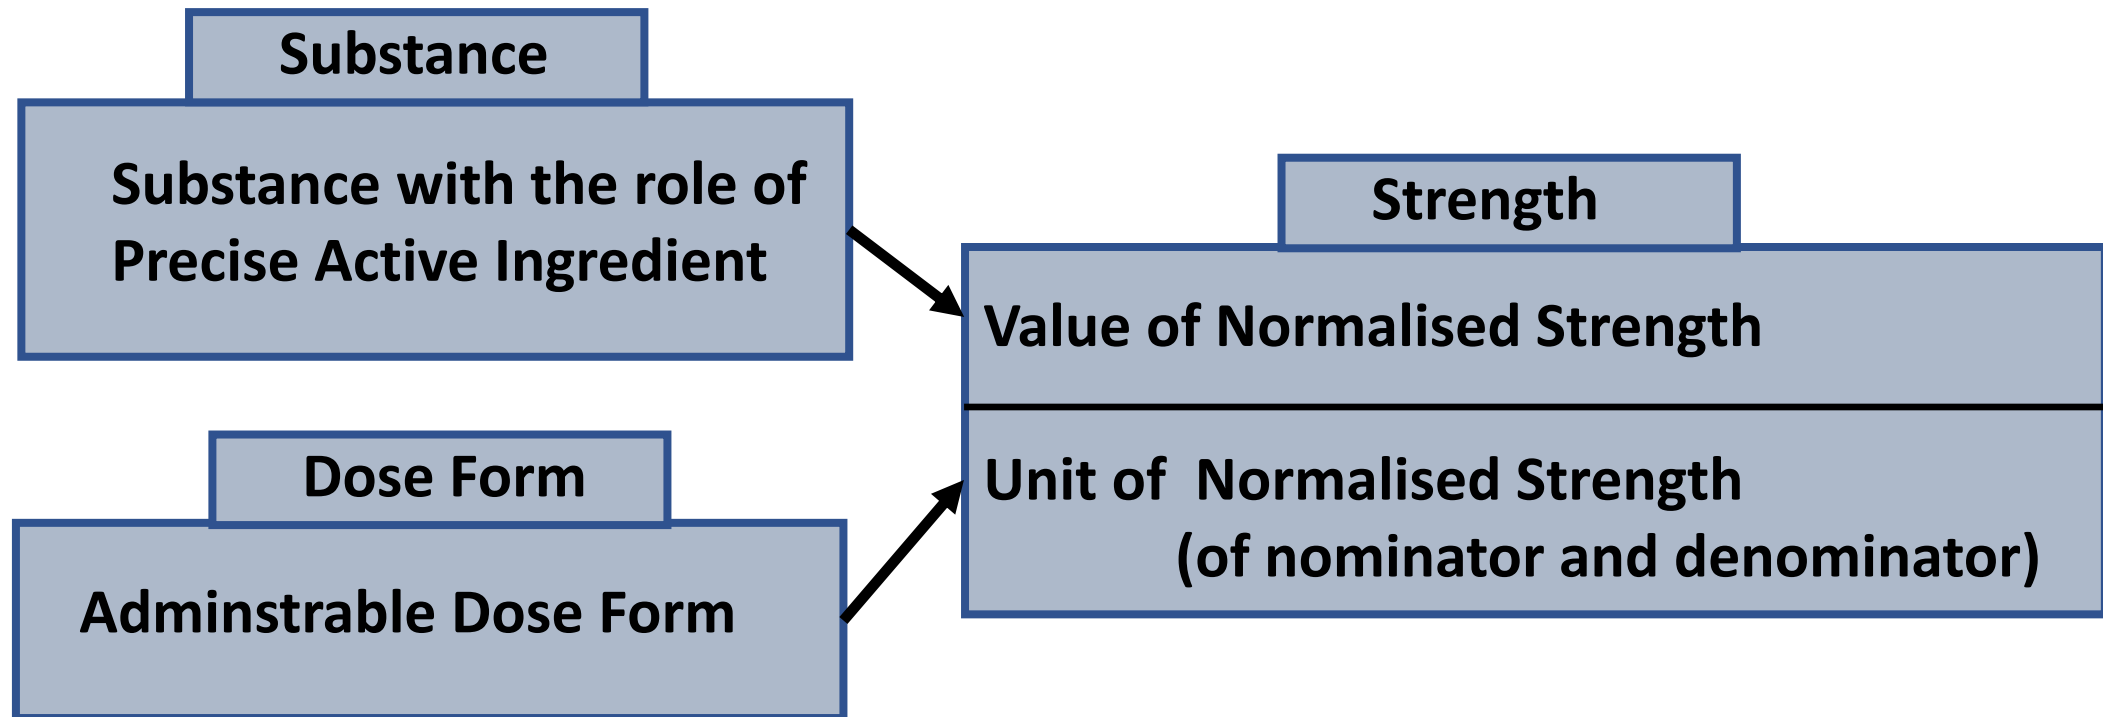 Substance
Substance with the role of
Precise Active Ingredient
Dose Form
Adminstrable Dose Form
Strength
Value of Normalised Strength
Unit of  Normalised Strength
(of nominator and denominator)